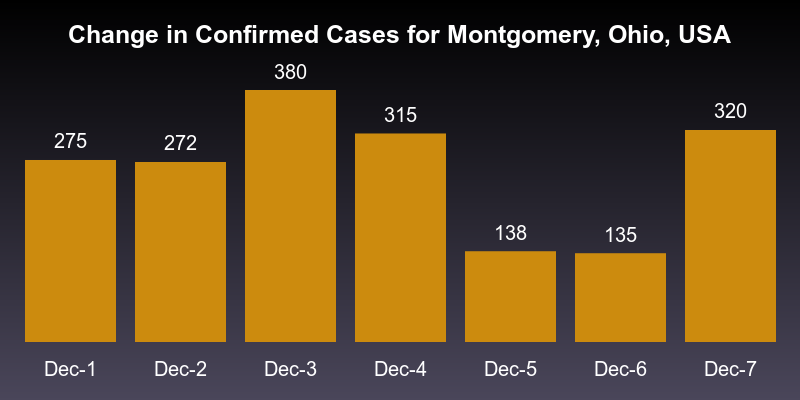 Change in Confirmed Cases for Montgomery, Ohio, USA
275
272
380
315
138
135
320
Dec-1
Dec-2
Dec-3
Dec-4
Dec-5
Dec-6
Dec-7